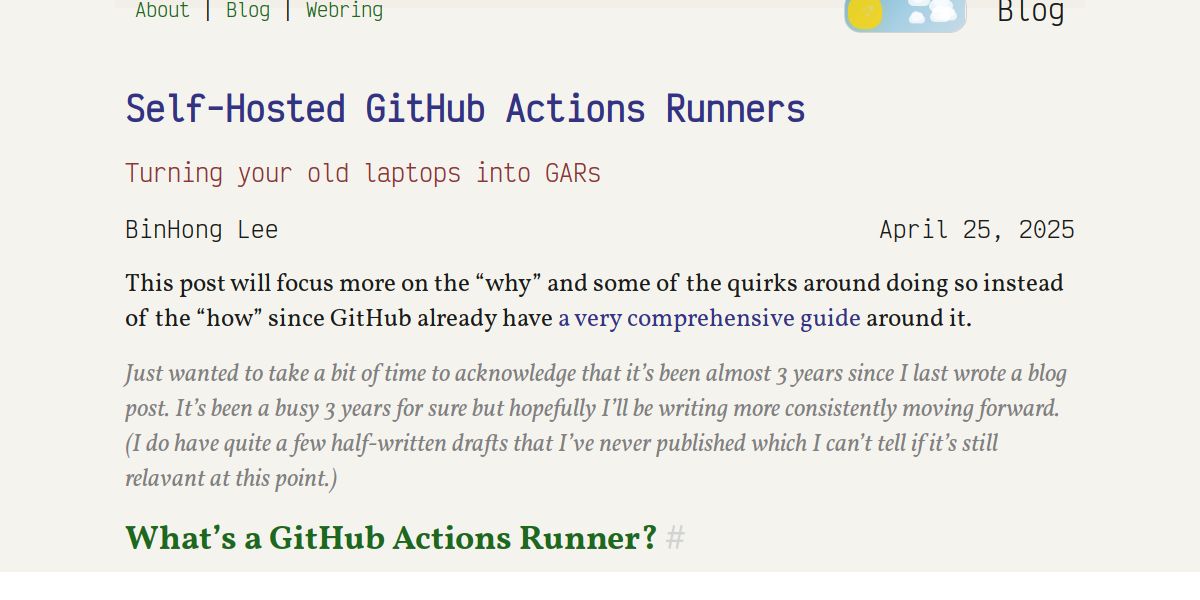 About | Blog | Webring
Blog
Self-Hosted GitHub Actions Runners
Turning your old laptops into GARs
BinHong Lee April 25, 2025
This post will focus more on the “why” and some of the quirks around doing so instead
of the “how” since GitHub already have a very comprehensive guide around it.
Just wanted to take a bit of time to acknowledge that it’s been almost 3 years since I last wrote a blog
post. It’s been a busy 3 years for sure but hopefully I’ll be writing more consistently moving forward.
(I do have quite a few half-written drafts that I’ve never published which I can’t tell if it’s still
relavant at this point.)
What’s a GitHub Actions Runner? #